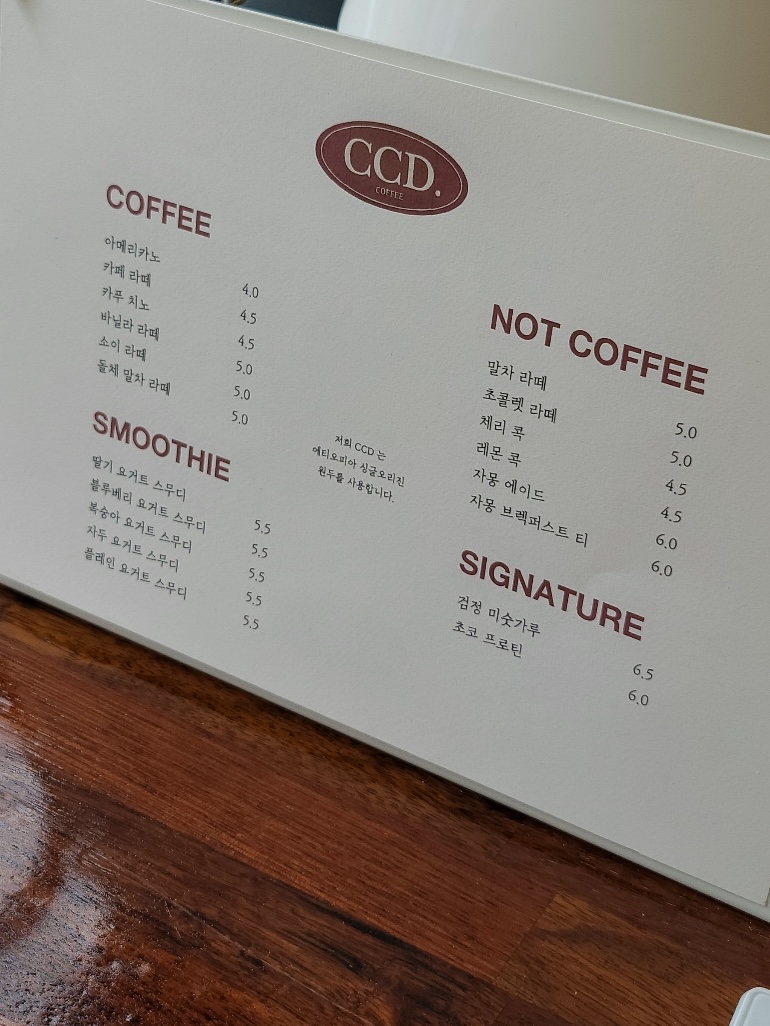 CCD.
COFFEE
COFFEE
아메리카노 4.0
카페 라떼 4.5
카푸 치노 4.5
바닐라 라떼 5.0
소이 라떼 5.0
돌체 말차 라떼 5.0
SMOOTHIE
딸기 요거트 스무디 5.5
블루베리 요거트 스무디 5.5
복숭아 요거트 스무디 5.5
자두 요거트 스무디 5.5
플레인 요거트 스무디 5.5
저희 CCD 는
에티오피아 싱글오리진
원두를 사용합니다.
NOT COFFEE
말차 라떼 5.0
초콜렛 라떼 5.0
체리 콕 4.5
레몬 콕 4.5
자몽 에이드 6.0
자몽 브렉퍼스트 티 6.0
SIGNATURE
검정 미숫가루 6.5
초코 프로틴 6.0